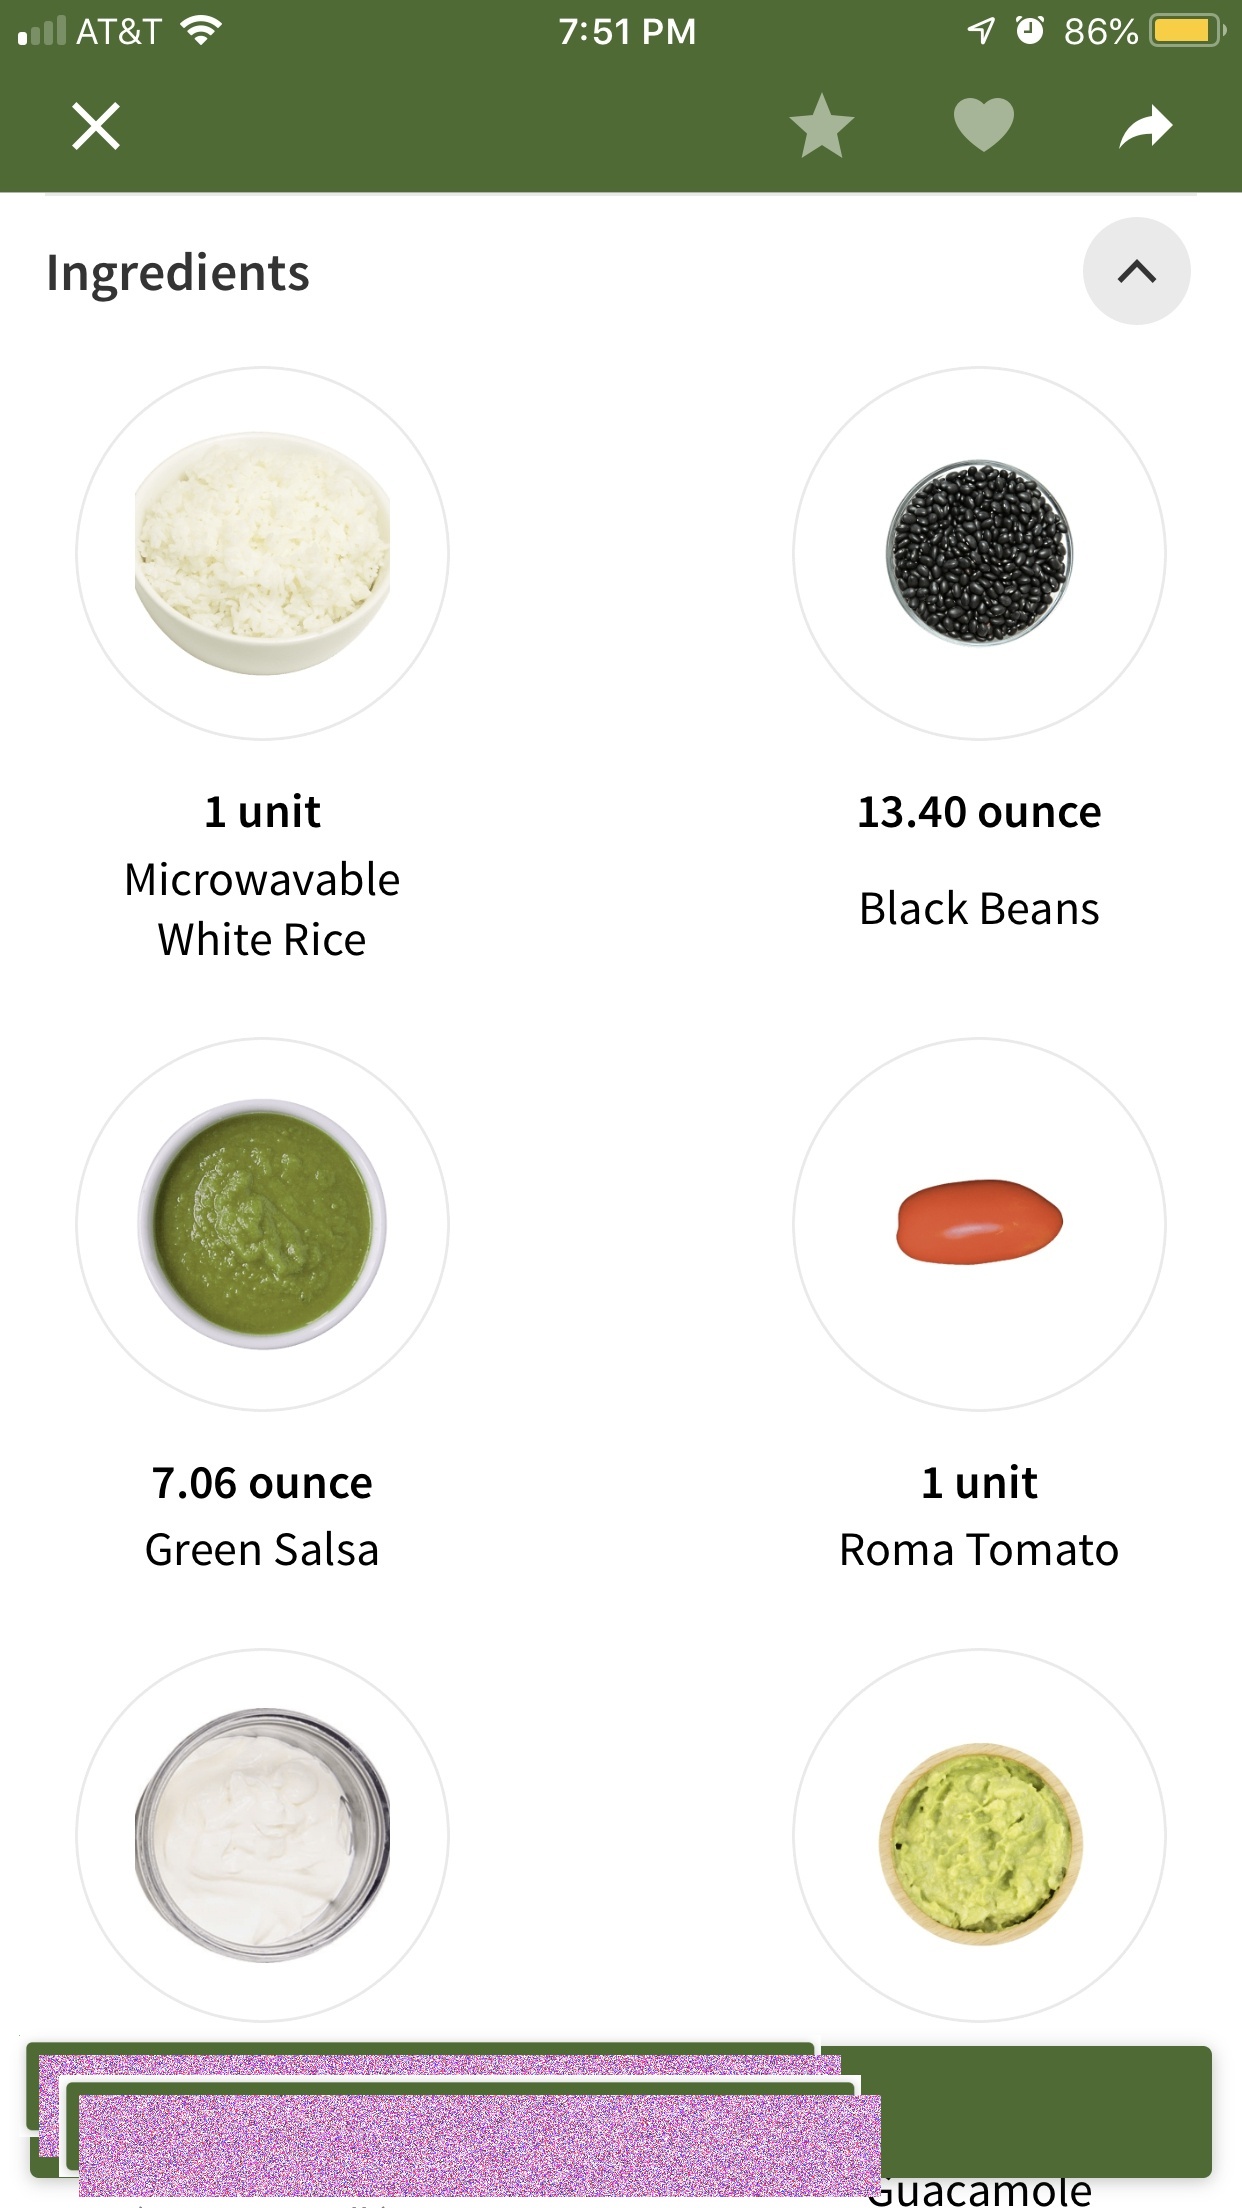 AT&T 7:51 PM 86%
Ingredients
1 unit
Microwavable
White Rice
13.40 ounce
Black Beans
7.06 ounce
Green Salsa
1 unit
Roma Tomato
Guacamole